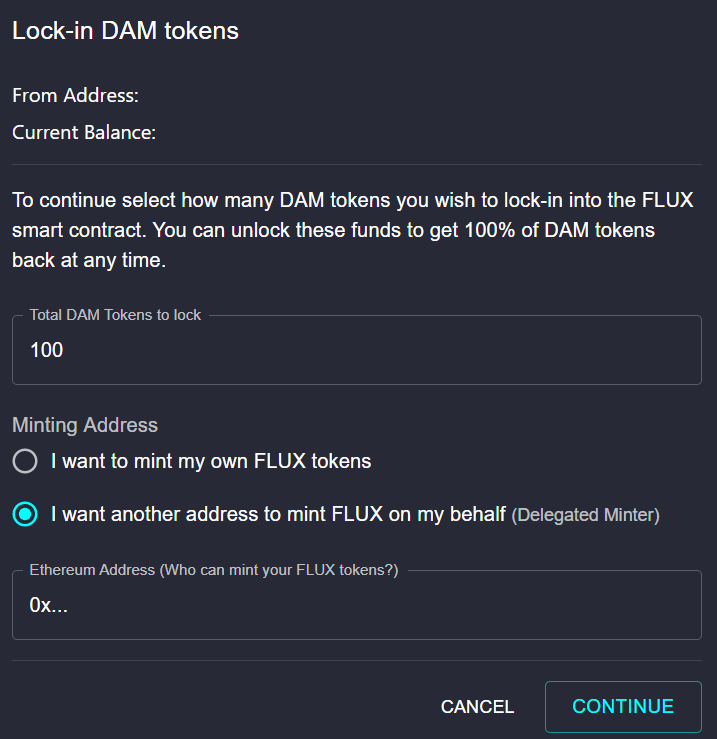 Lock-in DAM tokens
From Address:
Current Balance:
To continue select how many DAM tokens you wish to lock-in into the FLUX
smart contract. You can unlock these funds to get 100% of DAM tokens
back at any time.
Total DAM Tokens to lock
100
Minting Address
I want to mint my own FLUX tokens
I want another address to mint FLUX on my behalf (Delegated Minter)
Ethereum Address (Who can mint your FLUX tokens?)
0x...
CANCEL CONTINUE